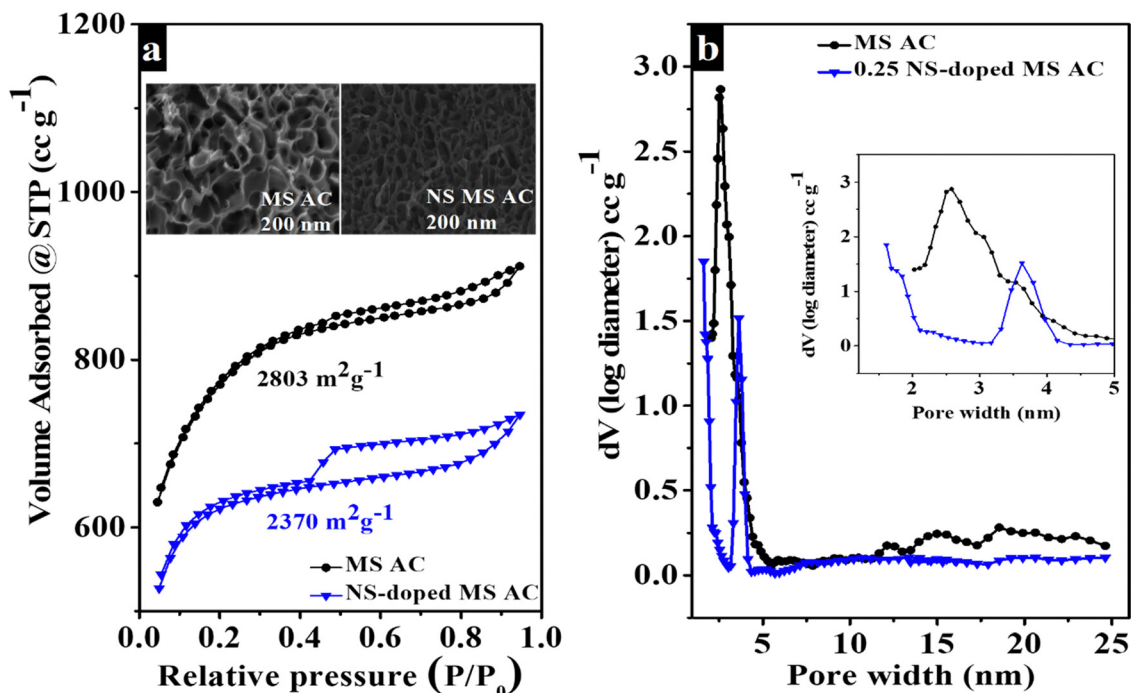 a
1200
1000
800
600
Volume Adsorbed @STP (cc g-1)
MS AC
200 nm
NS MS AC
200 nm
2803 m2g-1
2370 m2g-1
MS AC
NS-doped MS AC
0.0 0.2 0.4 0.6 0.8 1.0
Relative pressure (P/P0)
b
MS AC
0.25 NS-doped MS AC
3.0
2.5
2.0
1.5
1.0
0.5
0.0
dV (log diameter) cc g-1
3
2
1
0
dV (log diameter) cc g-1
2 3 4 5
Pore width (nm)
5 10 15 20 25
Pore width (nm)